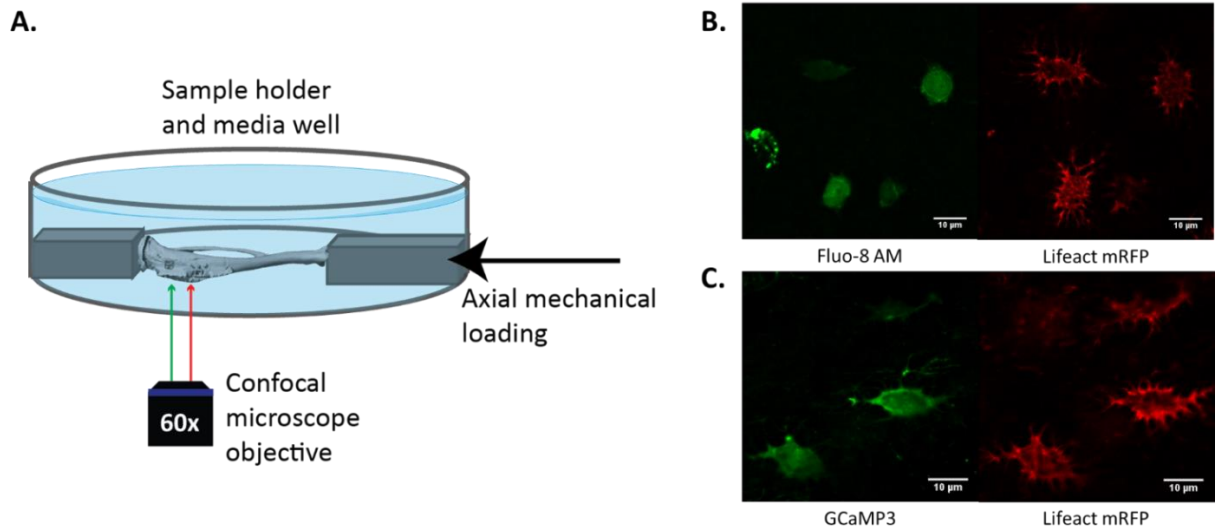 A.
Sample holder
and media well
Axial mechanical
loading
60x
Confocal
microscope
objective
B.
10 µm
10 µm
Fluo-8 AM
Lifeact mRFP
C.
10 µm
10 µm
GCaMP3
Lifeact mRFP